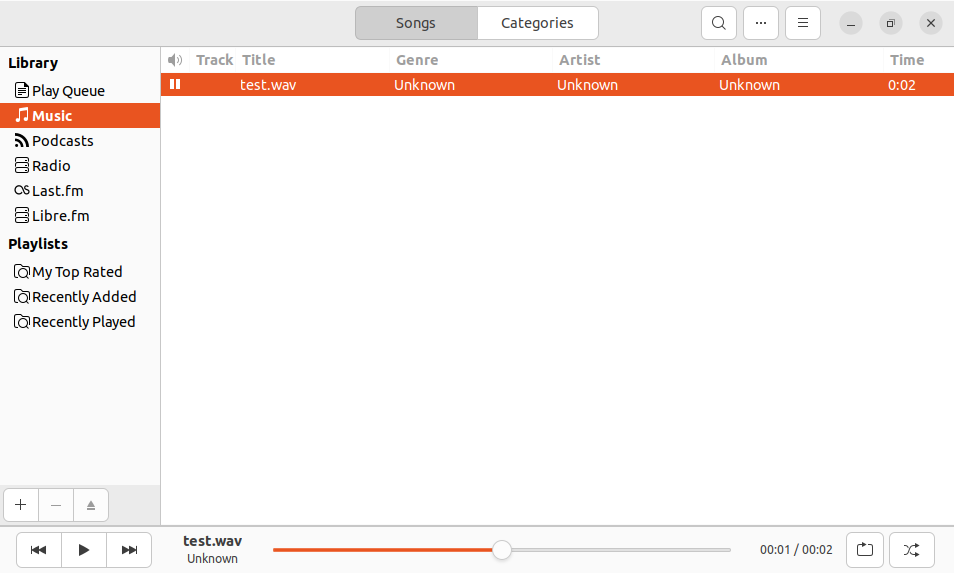 Songs Categories
Library
Play Queue
Music
Podcasts
Radio
Last.fm
Libre.fm
Playlists
My Top Rated
Recently Added
Recently Played
Track Title Genre Artist Album Time
test.wav Unknown Unknown Unknown 0:02
test.wav
Unknown
00:01 / 00:02